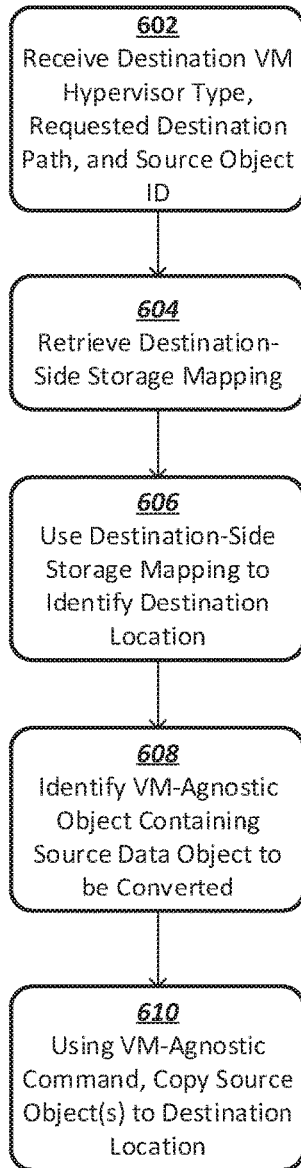 602
Receive Destination VM
Hypervisor Type,
Requested Destination
Path, and Source Object
ID
604
Retrieve Destination-
Side Storage Mapping
606
Use Destination-Side
Storage Mapping to
Identify Destination
Location
608
Identify VM-Agnostic
Object Containing
Source Data Object to
be Converted
610
Using VM-Agnostic
Command, Copy Source
Object(s) to Destination
Location